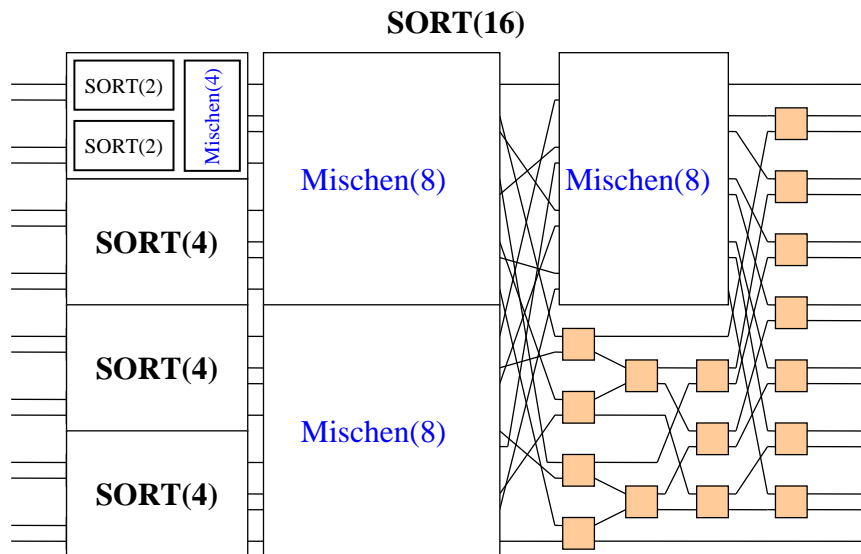 SORT(16)
SORT(2)
SORT(2)
Mischen(4)
SORT(4)
SORT(4)
SORT(4)
Mischen(8)
Mischen(8)
Mischen(8)